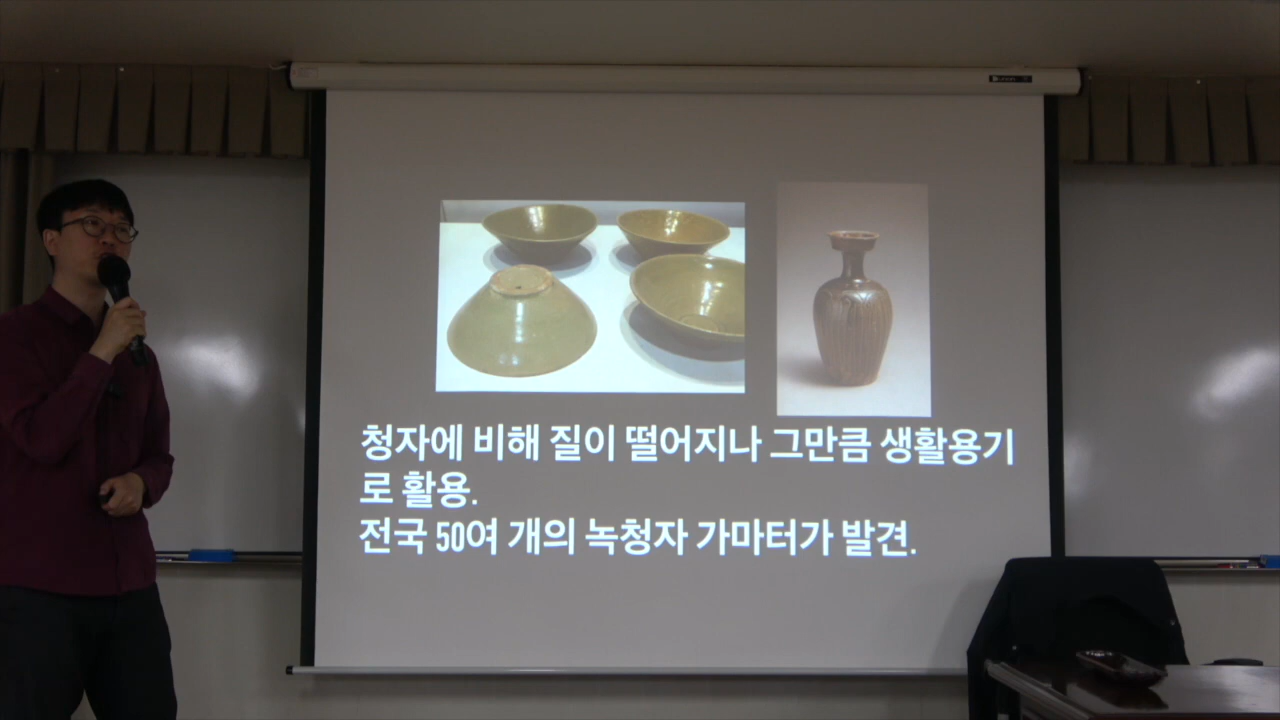 청자에 비해 질이 떨어지나 그만큼 생활용기
로 활용.
전국 50여 개의 녹청자 가마터가 발견.